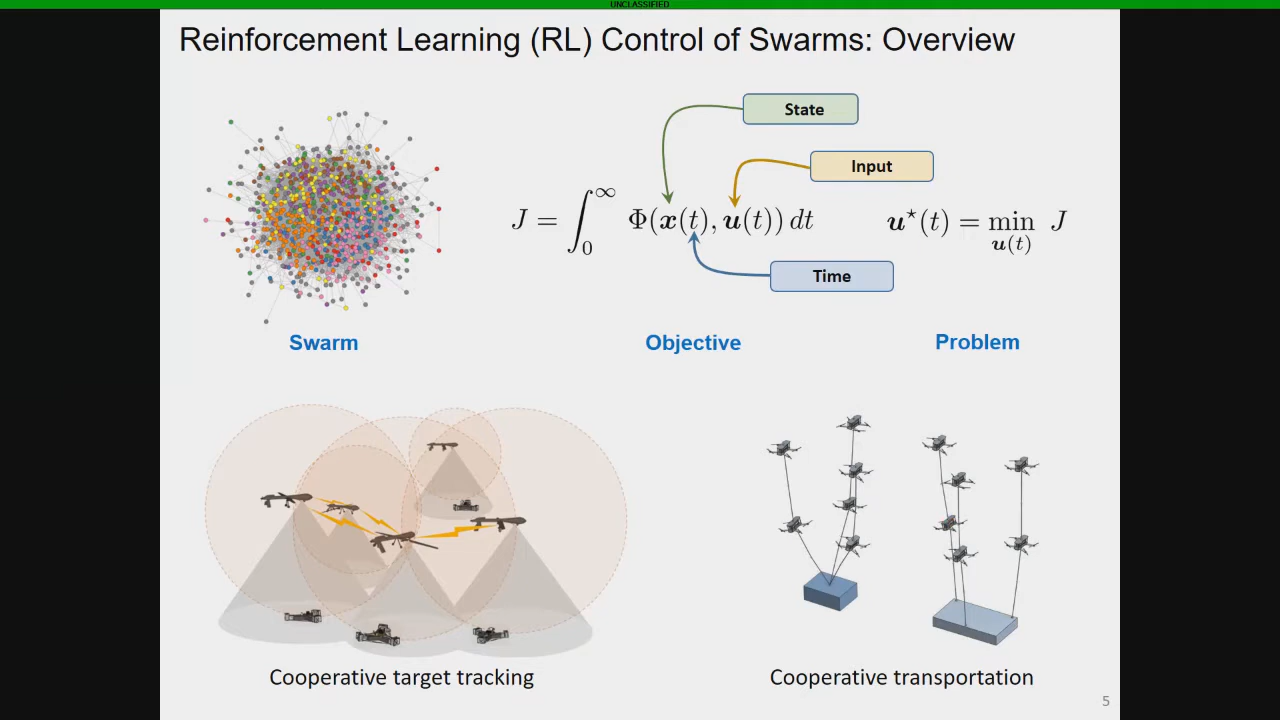 UNCLASSIFIED
Reinforcement Learning (RL) Control of Swarms: Overview
State
Input
J = ∫₀^∞ Φ(x(t), u(t)) dt
u*(t) = min_{u(t)} J
Time
Swarm
Objective
Problem
Cooperative target tracking
Cooperative transportation
5